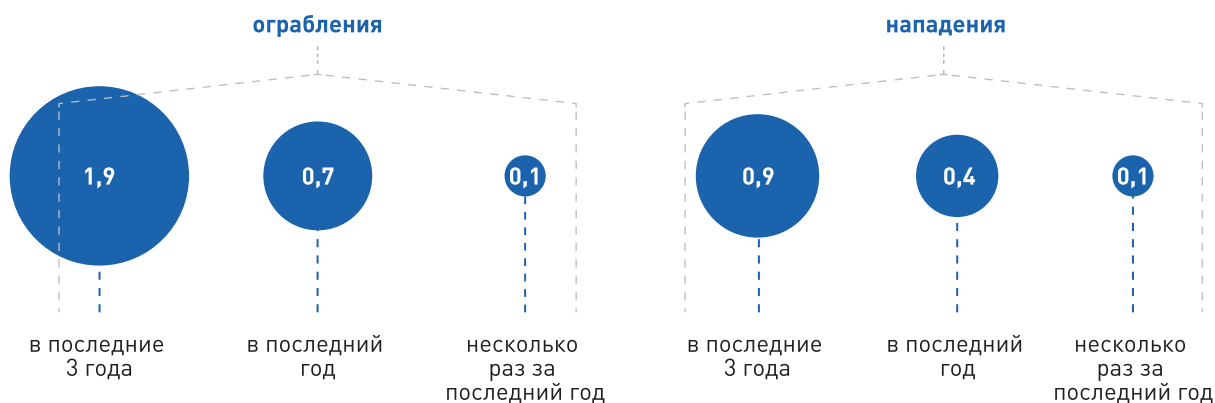 ограбления
1,9
0,7
0,1
в последние
3 года
в последний
год
несколько
раз за
последний год
нападения
0,9
0,4
0,1
в последние
3 года
в последний
год
несколько
раз за
последний год